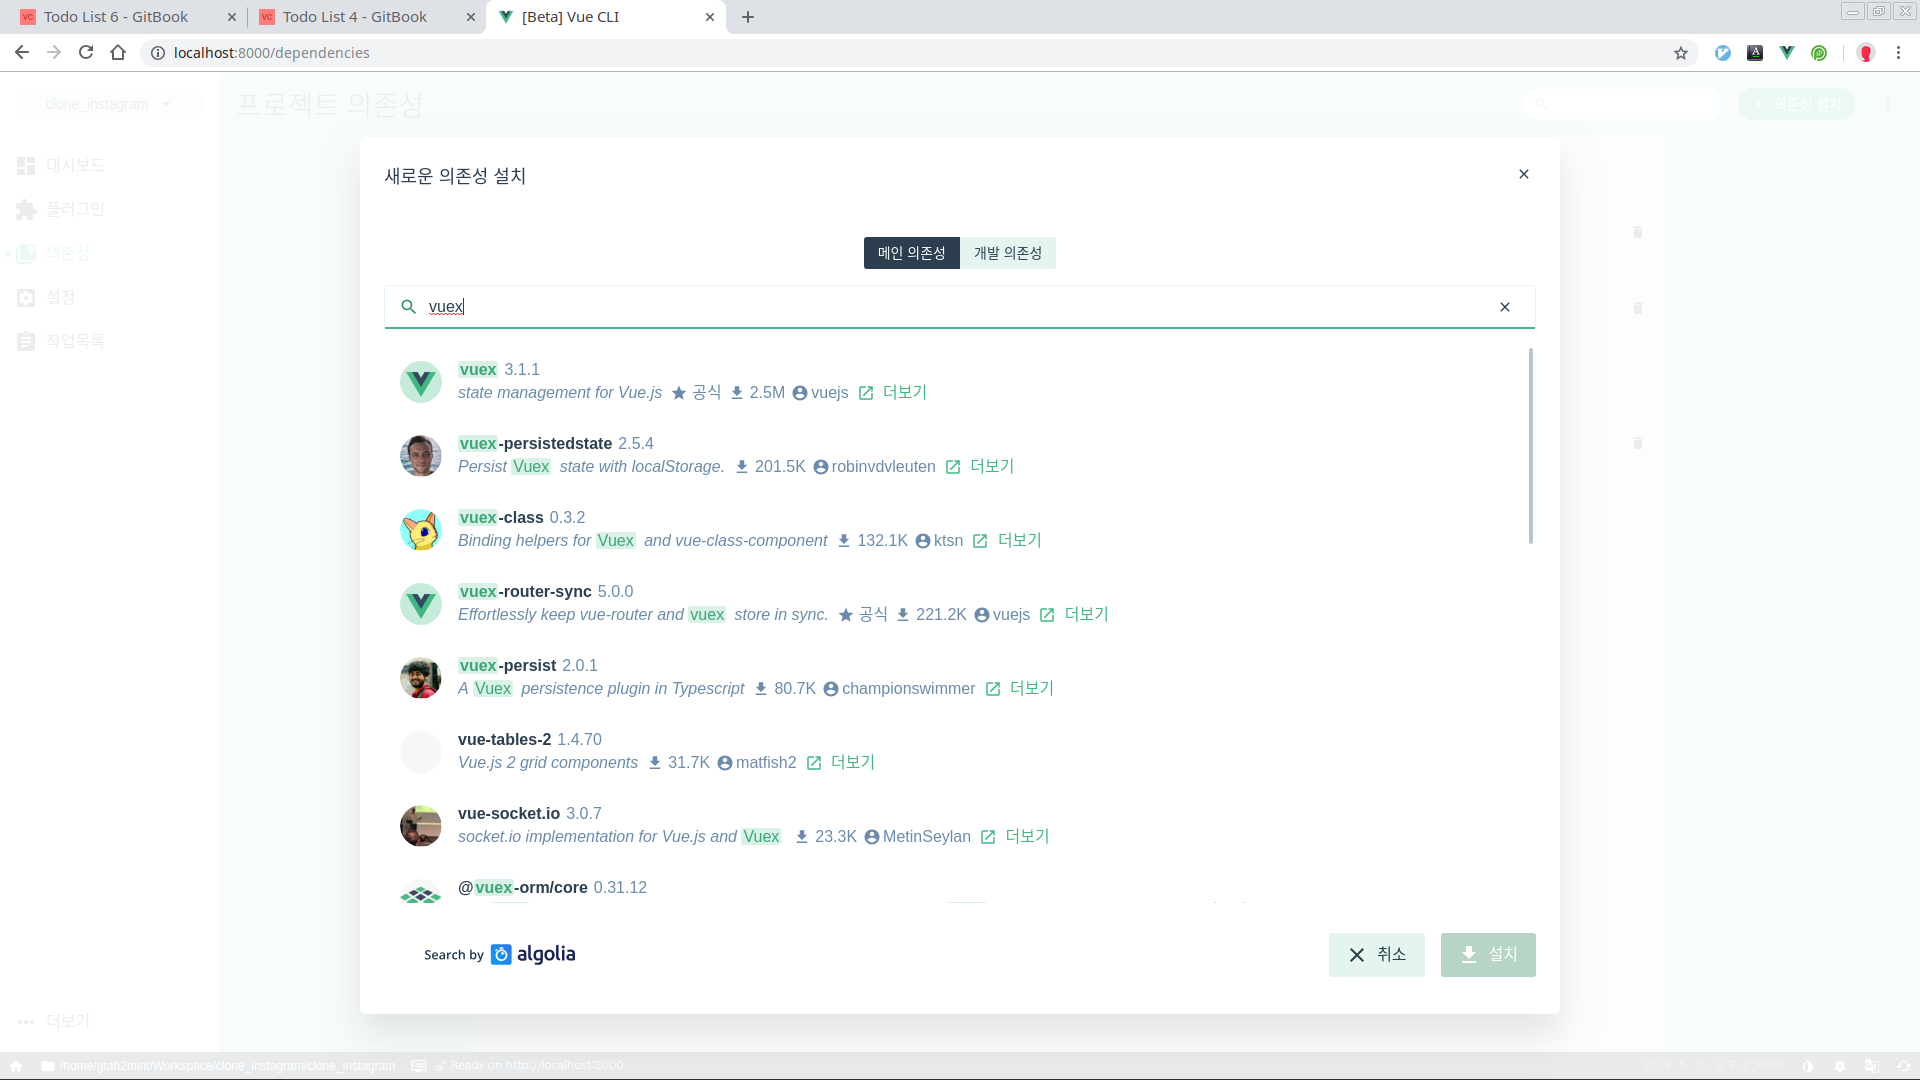 Todo List 6 - GitBook
Todo List 4 - GitBook
[Beta] Vue CLI
localhost:8000/dependencies
clone_instagram
프로젝트 의존성
의존성 설치
대시보드
플러그인
의존성
설정
작업목록
새로운 의존성 설치
메인 의존성 개발 의존성
vuex
vuex 3.1.1
state management for Vue.js 공식 2.5M vuejs 더보기
vuex-persistedstate 2.5.4
Persist Vuex state with localStorage. 201.5K robinvdvleuten 더보기
vuex-class 0.3.2
Binding helpers for Vuex and vue-class-component 132.1K ktsn 더보기
vuex-router-sync 5.0.0
Effortlessly keep vue-router and vuex store in sync. 공식 221.2K vuejs 더보기
vuex-persist 2.0.1
A Vuex persistence plugin in Typescript 80.7K championswimmer 더보기
vue-tables-2 1.4.70
Vue.js 2 grid components 31.7K matfish2 더보기
vue-socket.io 3.0.7
socket.io implementation for Vue.js and Vuex 23.3K MetinSeylan 더보기
@vuex-orm/core 0.31.12
Search by algolia
취소 설치
더보기
/home/gtah2mint/Workspace/clone_instagram/clone_instagram Ready on http://localhost:8000